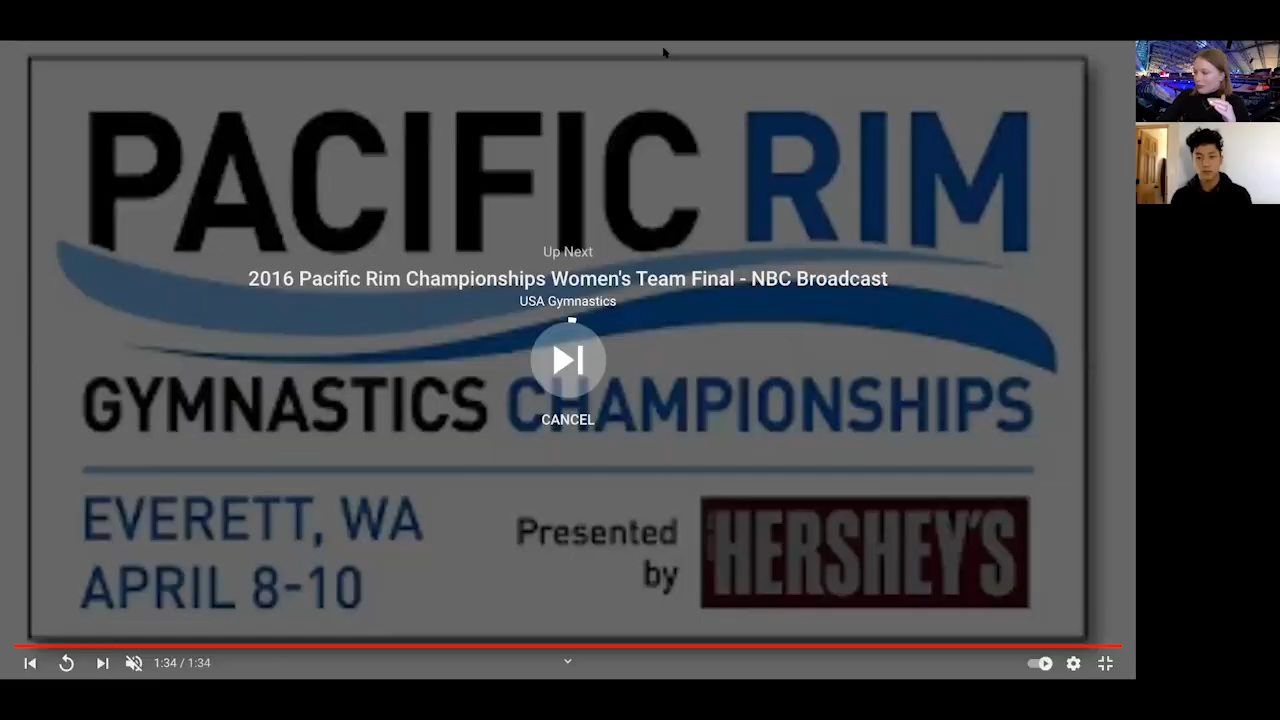 PACIFIC RIM
Up Next
2016 Pacific Rim Championships Women's Team Final - NBC Broadcast
USA Gymnastics
GYMNASTICS CHAMPIONSHIPS
CANCEL
EVERETT, WA
APRIL 8-10
Presented
by
HERSHEY'S
1:34 / 1:34